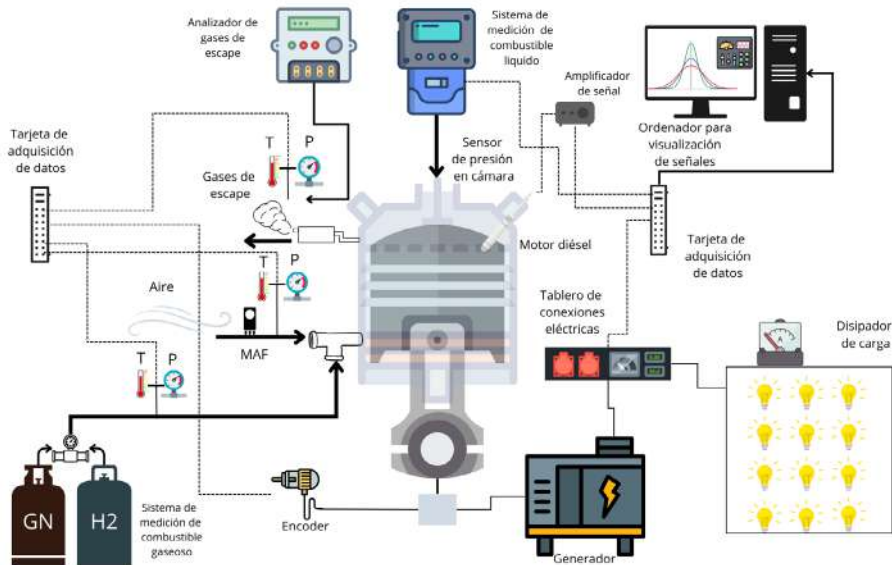 Analizador de
gases de
escape
Sistema de
medición de
combustible
liquido
Amplificador
de señal
Ordenador para
visualización
de señales
Tarjeta de
adquisición
de datos
T
P
Gases de
escape
Sensor
de presión
en cámara
Motor diésel
Tarjeta de
adquisición
de datos
T
P
Aire
MAF
Tablero de
conexiones
eléctricas
A
Disipador
de carga
T
P
GN
H2
Sistema de
medición de
combustible
gaseoso
Encoder
Generador